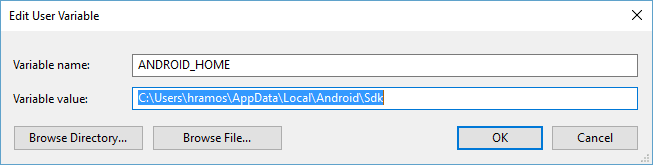 Edit User Variable
Variable name: ANDROID_HOME
Variable value: C:\Users\hramos\AppData\Local\Android\Sdk
Browse Directory... Browse File... OK Cancel